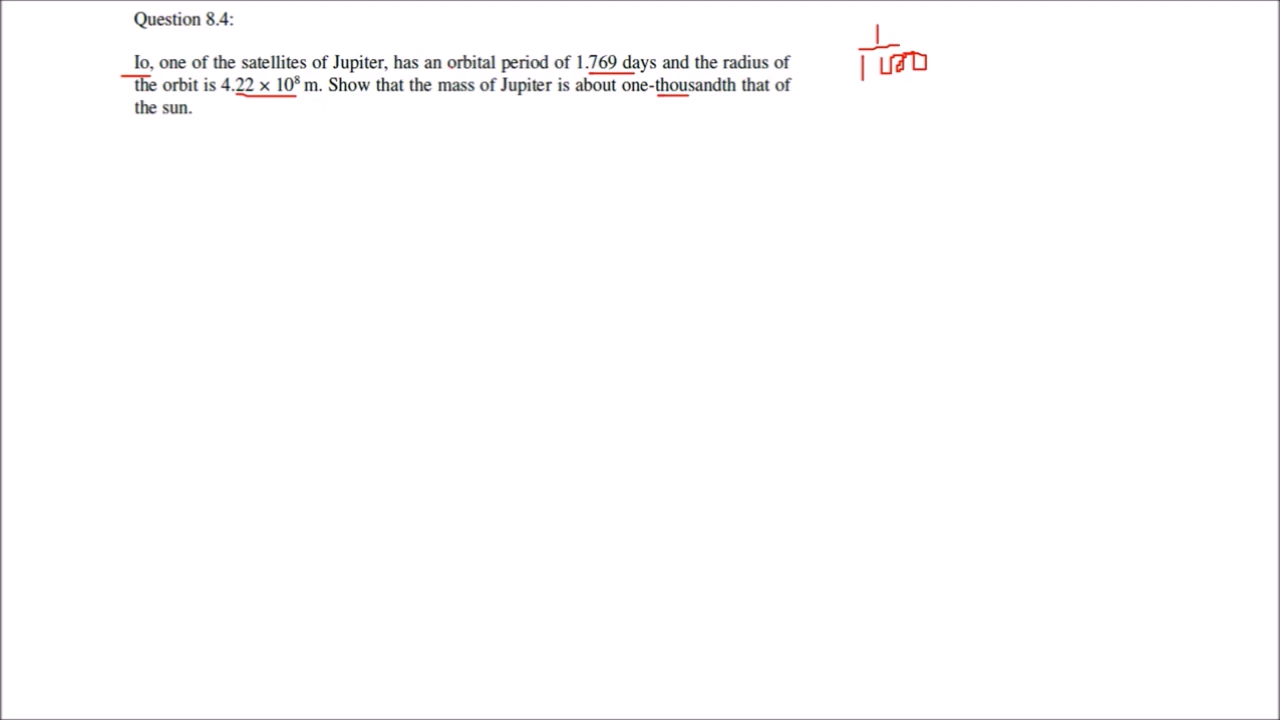 Question 8.4:
Io, one of the satellites of Jupiter, has an orbital period of 1.769 days and the radius of
the orbit is 4.22 × 10⁸ m. Show that the mass of Jupiter is about one-thousandth that of
the sun.
1
1000